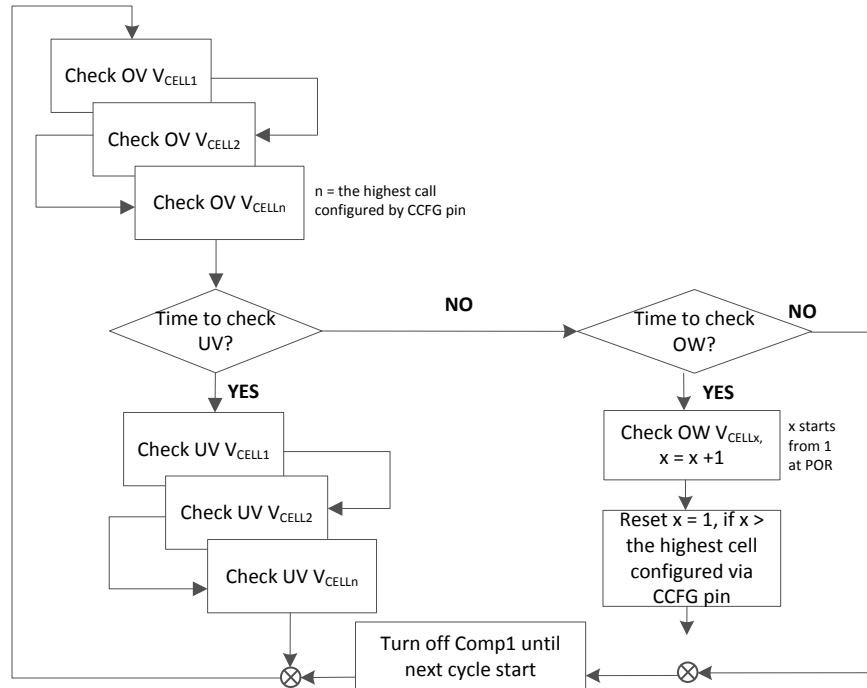 Check OV VCELL1
Check OV VCELL2
Check OV VCELLn
n = the highest call
configured by CCFG pin
Time to check
UV?
NO
Time to check
OW?
NO
YES
YES
Check UV VCELL1
Check UV VCELL2
Check UV VCELLn
Check OW VCELLx,
x = x +1
x starts
from 1
at POR
Reset x = 1, if x >
the highest cell
configured via
CCFG pin
Turn off Comp1 until
next cycle start